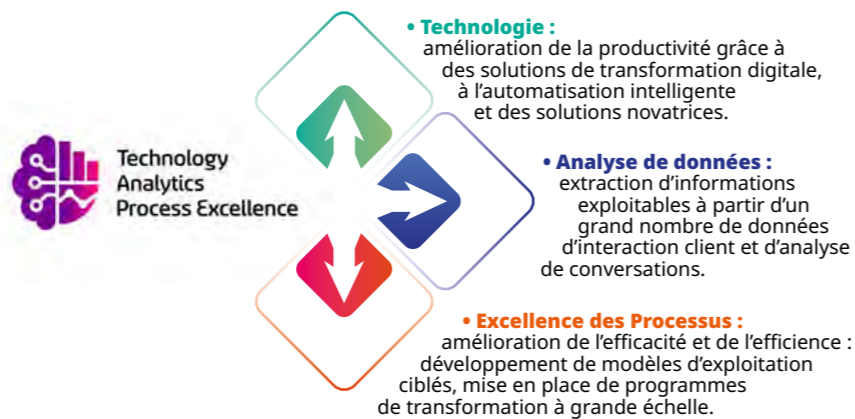 Technology
Analytics
Process Excellence
• Technologie :
amélioration de la productivité grâce à
des solutions de transformation digitale,
à l’automatisation intelligente
et des solutions novatrices.
• Analyse de données :
extraction d’informations
exploitables à partir d’un
grand nombre de données
d’interaction client et d’analyse
de conversations.
• Excellence des Processus :
amélioration de l’efficacité et de l’efficience :
développement de modèles d’exploitation
ciblés, mise en place de programmes
de transformation à grande échelle.